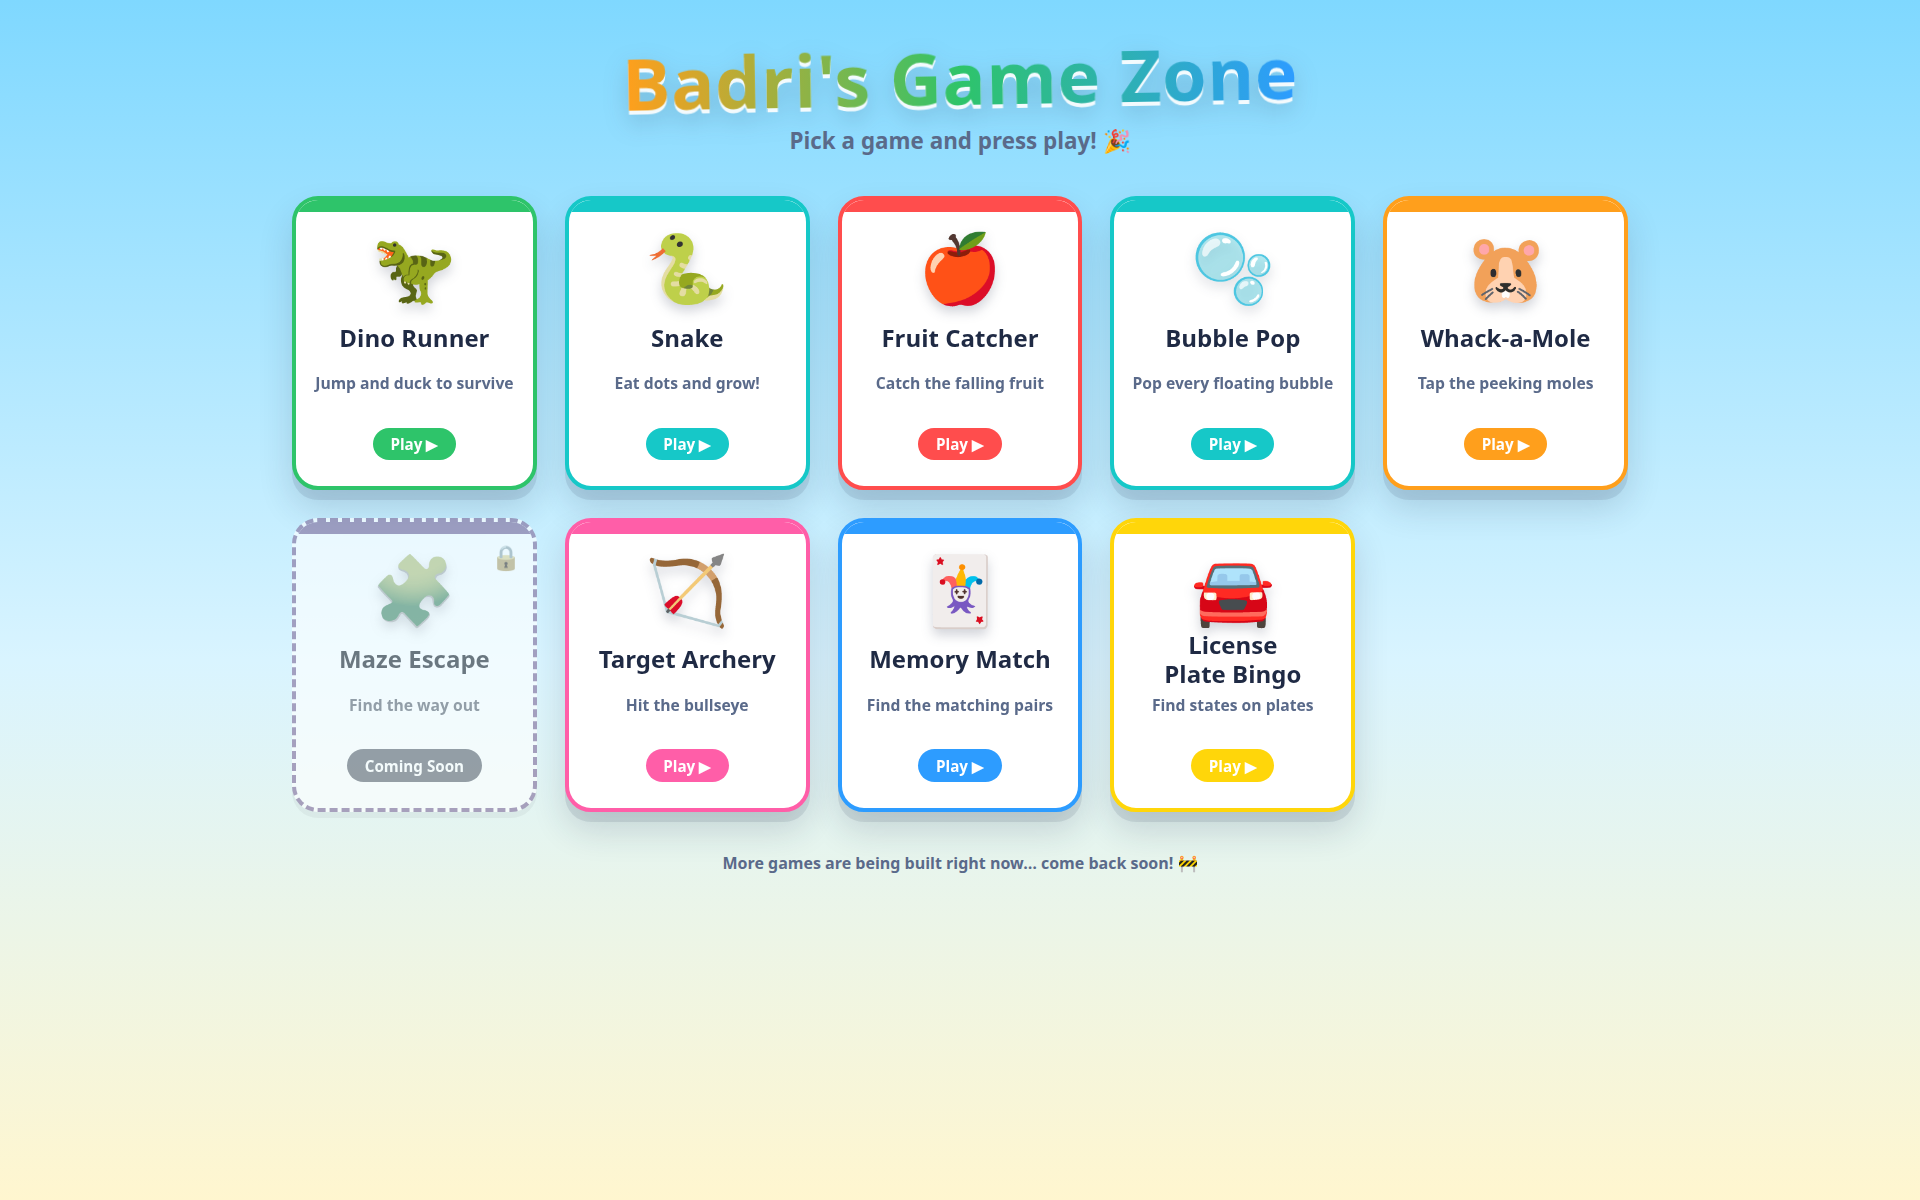 Badri's Game Zone
Pick a game and press play! 🎉
Dino Runner
Jump and duck to survive
Play ▶
Snake
Eat dots and grow!
Play ▶
Fruit Catcher
Catch the falling fruit
Play ▶
Bubble Pop
Pop every floating bubble
Play ▶
Whack-a-Mole
Tap the peeking moles
Play ▶
Maze Escape
Find the way out
Coming Soon
Target Archery
Hit the bullseye
Play ▶
Memory Match
Find the matching pairs
Play ▶
License
Plate Bingo
Find states on plates
Play ▶
More games are being built right now... come back soon! 🚧